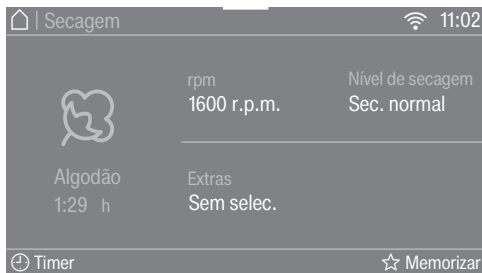 | Secagem
11:02
rpm
1600 r.p.m.
Nível de secagem
Sec. normal
Algodão
1:29 h
Extras
Sem selec.
Timer
Memorizar